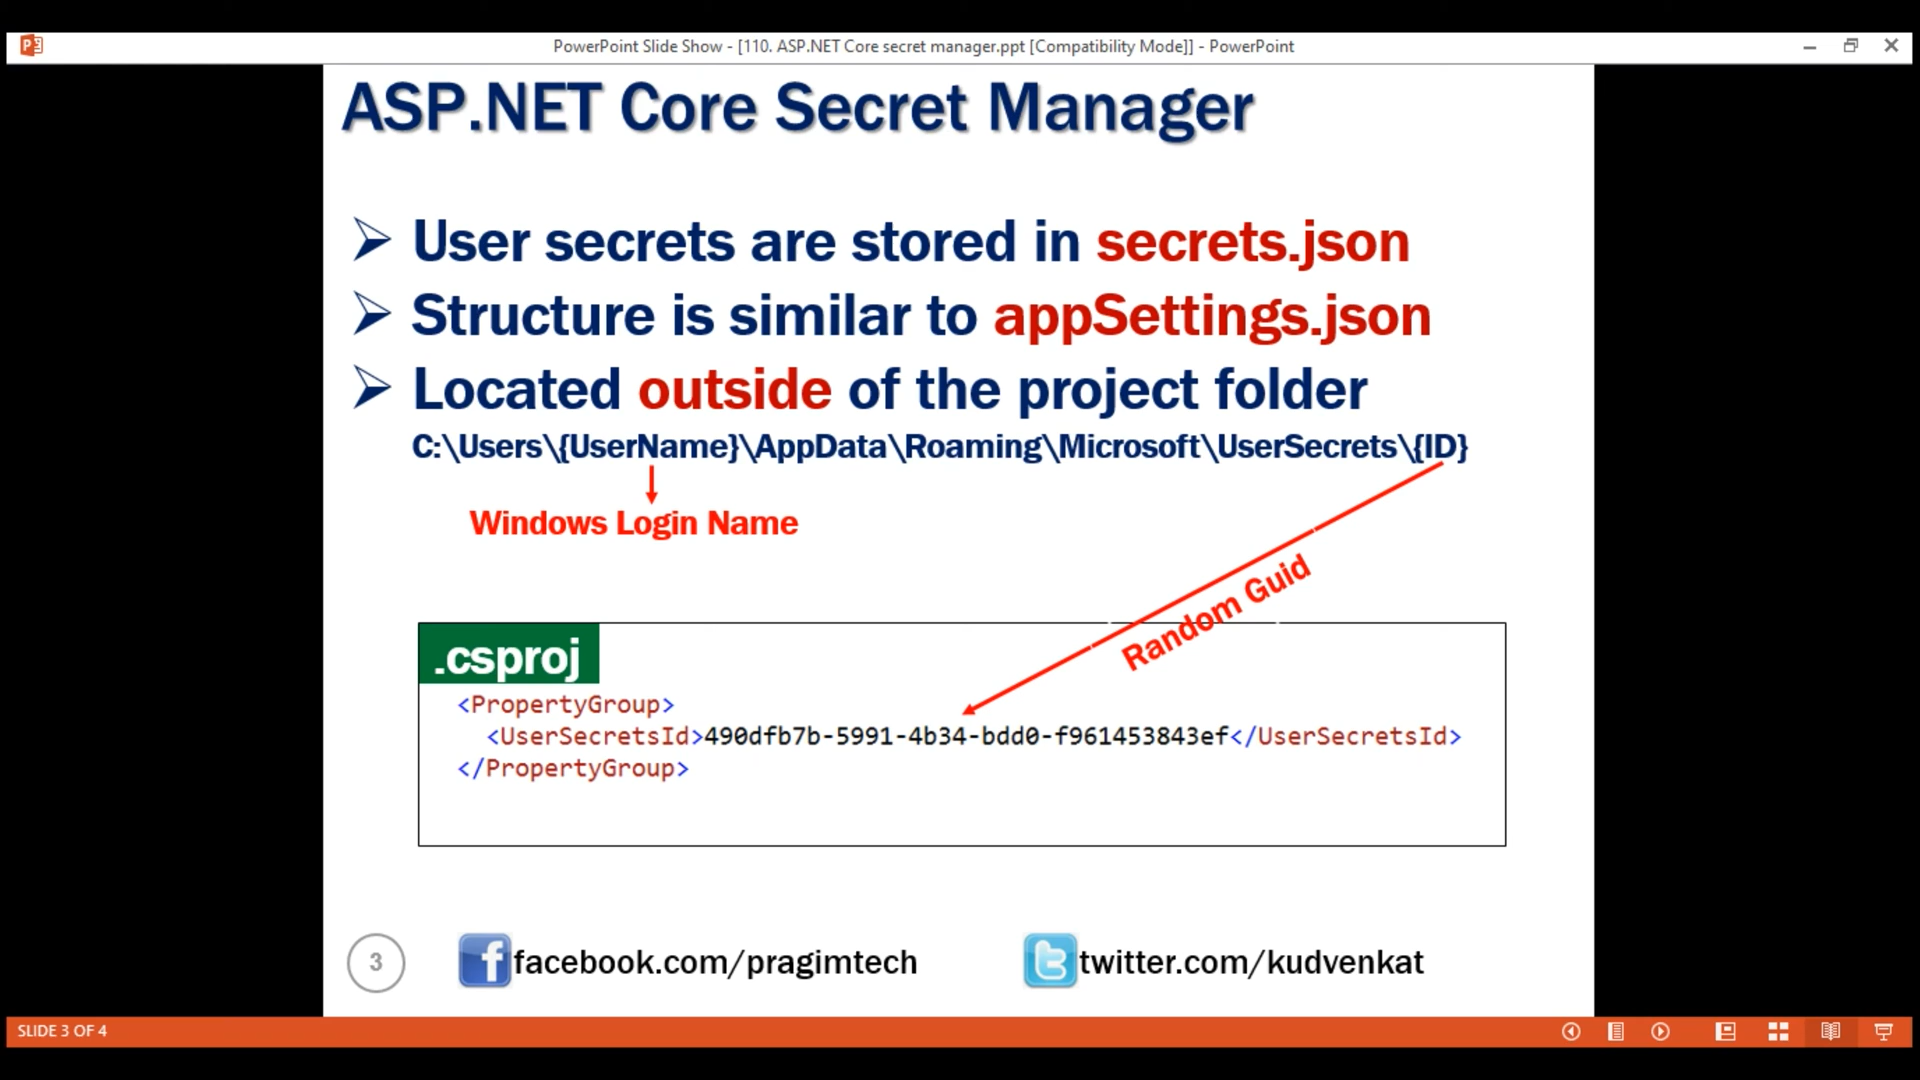 PowerPoint Slide Show - [110. ASP.NET Core secret manager.ppt [Compatibility Mode]] - PowerPoint
ASP.NET Core Secret Manager
User secrets are stored in secrets.json
Structure is similar to appSettings.json
Located outside of the project folder
C:\Users\{UserName}\AppData\Roaming\Microsoft\UserSecrets\{ID}
Windows Login Name
Random Guid
.csproj
<PropertyGroup>
<UserSecretsId>490dfb7b-5991-4b34-bdd0-f961453843ef</UserSecretsId>
</PropertyGroup>
3
facebook.com/pragimtech
twitter.com/kudvenkat
SLIDE 3 OF 4